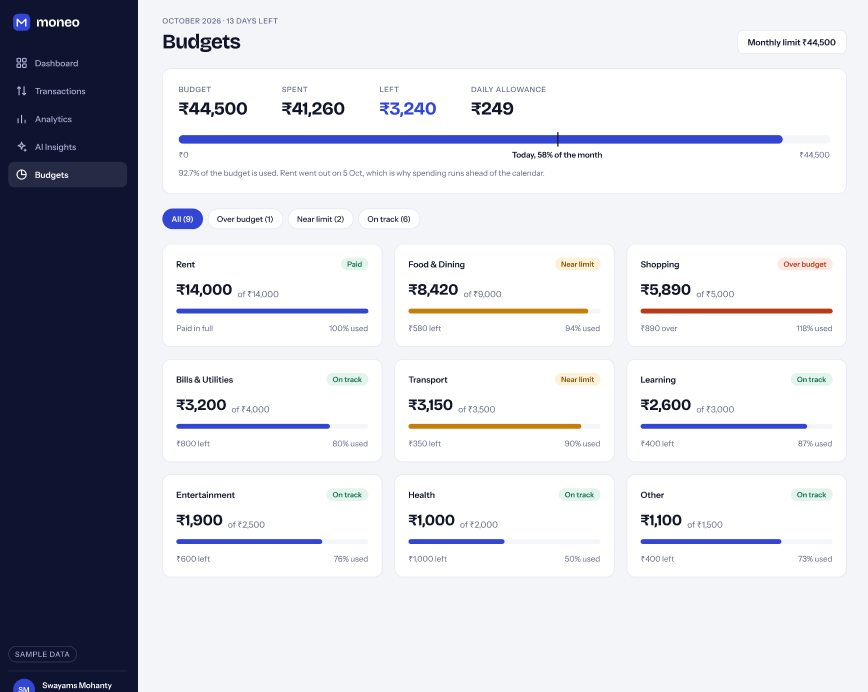 moneo
Dashboard
Transactions
Analytics
AI Insights
Budgets
SAMPLE DATA
SM
Swayams Mohanty
OCTOBER 2026 · 13 DAYS LEFT
Budgets
Monthly limit ₹44,500
BUDGET
SPENT
LEFT
DAILY ALLOWANCE
₹44,500
₹41,260
₹3,240
₹249
₹0
Today, 58% of the month
₹44,500
92.7% of the budget is used. Rent went out on 5 Oct, which is why spending runs ahead of the calendar.
All (9)
Over budget (1)
Near limit (2)
On track (6)
Rent
Paid
₹14,000 of ₹14,000
Paid in full
100% used
Food & Dining
Near limit
₹8,420 of ₹9,000
₹580 left
94% used
Shopping
Over budget
₹5,890 of ₹5,000
₹890 over
118% used
Bills & Utilities
On track
₹3,200 of ₹4,000
₹800 left
80% used
Transport
Near limit
₹3,150 of ₹3,500
₹350 left
90% used
Learning
On track
₹2,600 of ₹3,000
₹400 left
87% used
Entertainment
On track
₹1,900 of ₹2,500
₹600 left
76% used
Health
On track
₹1,000 of ₹2,000
₹1,000 left
50% used
Other
On track
₹1,100 of ₹1,500
₹400 left
73% used